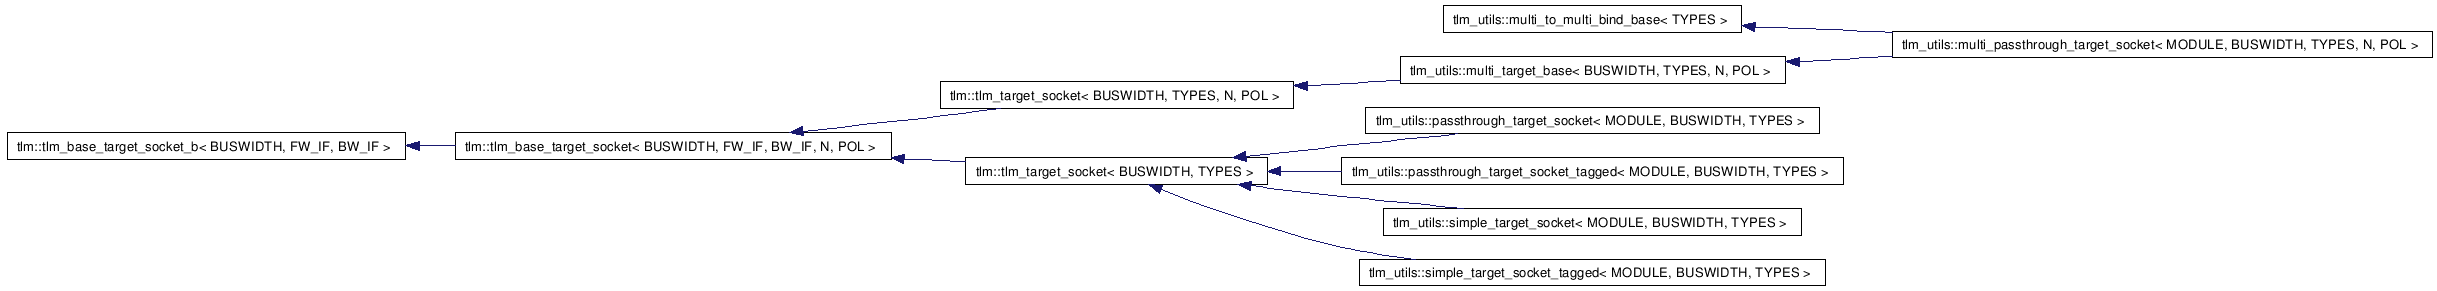 tlm_utils::multi_to_multi_bind_base< TYPES >
tlm_utils::multi_passthrough_target_socket< MODULE, BUSWIDTH, TYPES, N, POL >
tlm_utils::multi_target_base< BUSWIDTH, TYPES, N, POL >
tlm::tlm_target_socket< BUSWIDTH, TYPES, N, POL >
tlm_utils::passthrough_target_socket< MODULE, BUSWIDTH, TYPES >
tlm::tlm_base_target_socket_b< BUSWIDTH, FW_IF, BW_IF >
tlm::tlm_base_target_socket< BUSWIDTH, FW_IF, BW_IF, N, POL >
tlm::tlm_target_socket< BUSWIDTH, TYPES >
tlm_utils::passthrough_target_socket_tagged< MODULE, BUSWIDTH, TYPES >
tlm_utils::simple_target_socket< MODULE, BUSWIDTH, TYPES >
tlm_utils::simple_target_socket_tagged< MODULE, BUSWIDTH, TYPES >